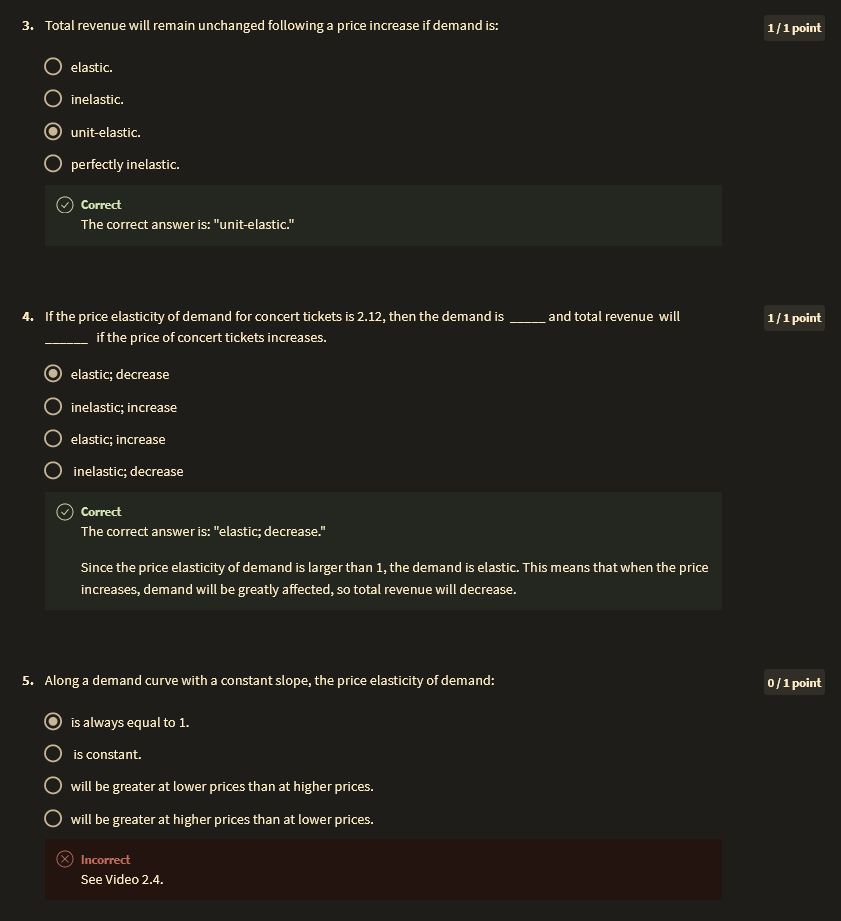 3. Total revenue will remain unchanged following a price increase if demand is:
1 / 1 point
elastic.
inelastic.
unit-elastic.
perfectly inelastic.
Correct
The correct answer is: "unit-elastic."
4. If the price elasticity of demand for concert tickets is 2.12, then the demand is _____ and total revenue will
1 / 1 point
______ if the price of concert tickets increases.
elastic; decrease
inelastic; increase
elastic; increase
inelastic; decrease
Correct
The correct answer is: "elastic; decrease."
Since the price elasticity of demand is larger than 1, the demand is elastic. This means that when the price
increases, demand will be greatly affected, so total revenue will decrease.
5. Along a demand curve with a constant slope, the price elasticity of demand:
0 / 1 point
is always equal to 1.
is constant.
will be greater at lower prices than at higher prices.
will be greater at higher prices than at lower prices.
Incorrect
See Video 2.4.